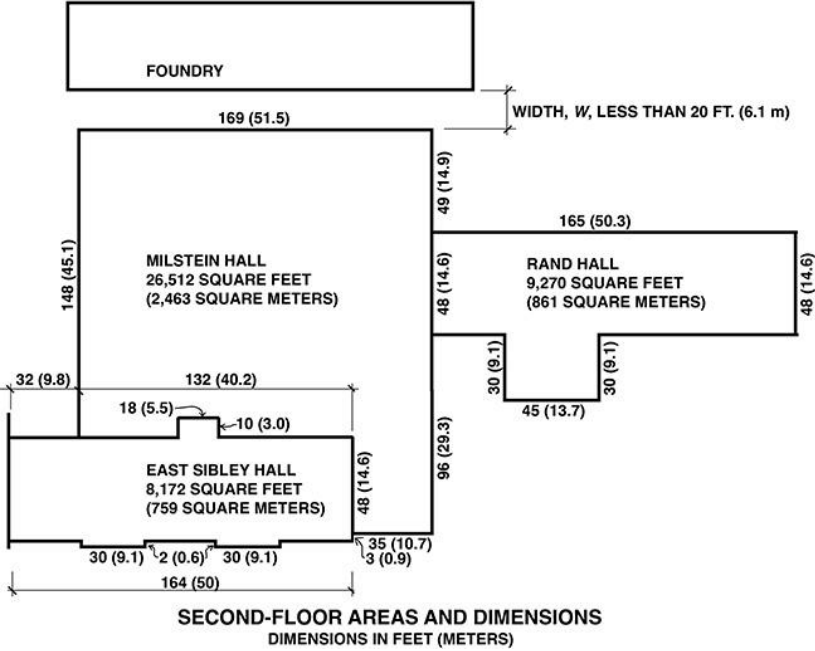 FOUNDRY
WIDTH, W, LESS THAN 20 FT. (6.1 m)
169 (51.5)
49 (14.9)
165 (50.3)
148 (45.1)
MILSTEIN HALL
26,512 SQUARE FEET
(2,463 SQUARE METERS)
48 (14.6)
RAND HALL
9,270 SQUARE FEET
(861 SQUARE METERS)
48 (14.6)
30 (9.1)
30 (9.1)
45 (13.7)
32 (9.8)
132 (40.2)
18 (5.5)
10 (3.0)
96 (29.3)
EAST SIBLEY HALL
8,172 SQUARE FEET
(759 SQUARE METERS)
48 (14.6)
35 (10.7)
3 (0.9)
30 (9.1)
2 (0.6)
30 (9.1)
164 (50)
SECOND-FLOOR AREAS AND DIMENSIONS
DIMENSIONS IN FEET (METERS)